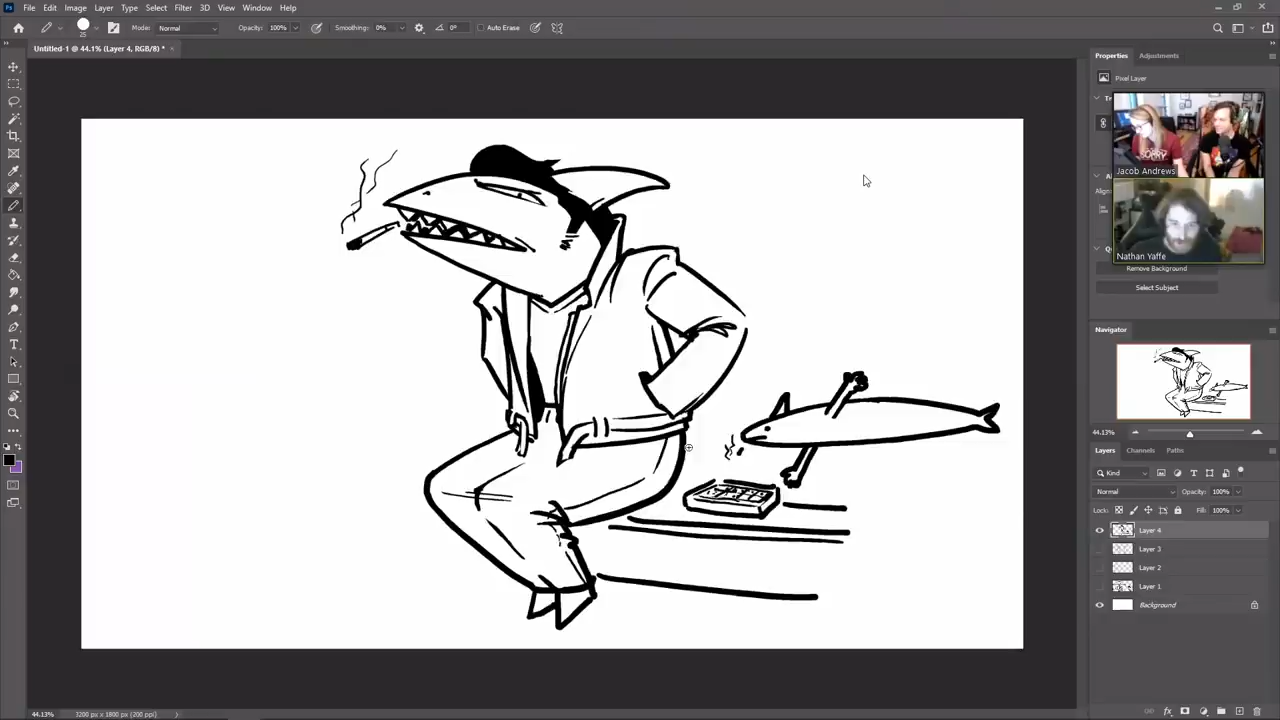 Ps File Edit Image Layer Type Select Filter 3D View Window Help
25 Mode: Normal Opacity: 100% Smoothing: 0% 0° Auto Erase
Untitled-1 @ 44.1% (Layer 4, RGB/8) *
Properties Adjustments
Pixel Layer
SORRY
Jacob Andrews
Nathan Yaffe
Remove Background
Select Subject
Navigator
44.13%
Layers Channels Paths
Kind
Normal Opacity: 100%
Lock: Fill: 100%
Layer 4
Layer 3
Layer 2
Layer 1
Background
44.13% 3200 px x 1800 px (200 ppi)